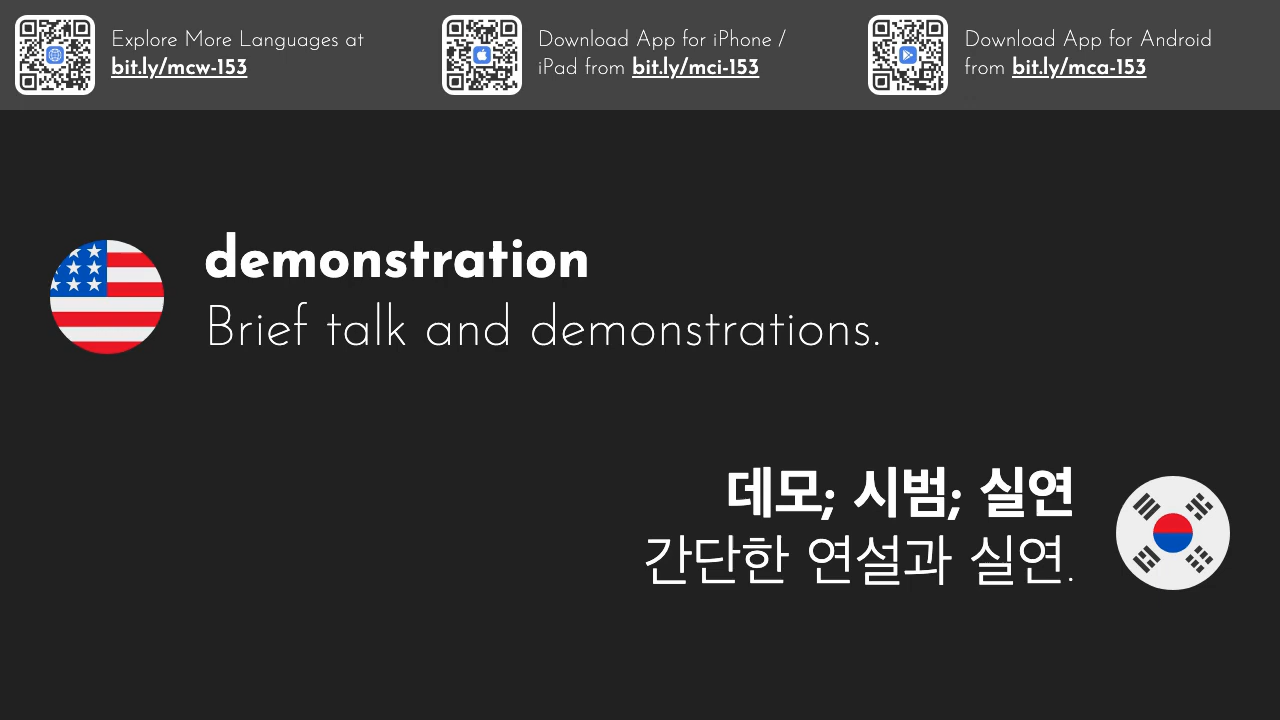 Explore More Languages at
bit.ly/mcw-153
Download App for iPhone /
iPad from bit.ly/mci-153
Download App for Android
from bit.ly/mca-153
demonstration
Brief talk and demonstrations.
데모; 시범; 실연
간단한 연설과 실연.